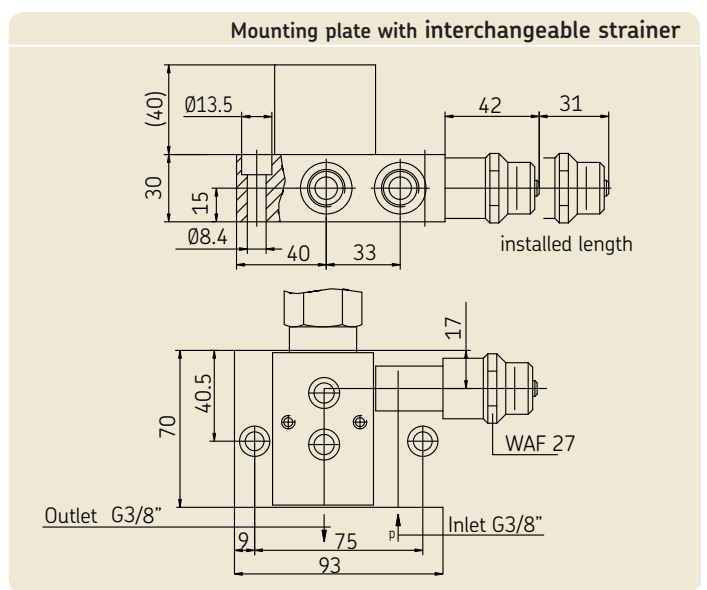 Mounting plate with interchangeable strainer
(40)
Ø13.5
42
31
30
15
Ø8.4
40
33
installed length
17
40.5
70
WAF 27
Outlet G3/8”
p
Inlet G3/8”
9
75
93